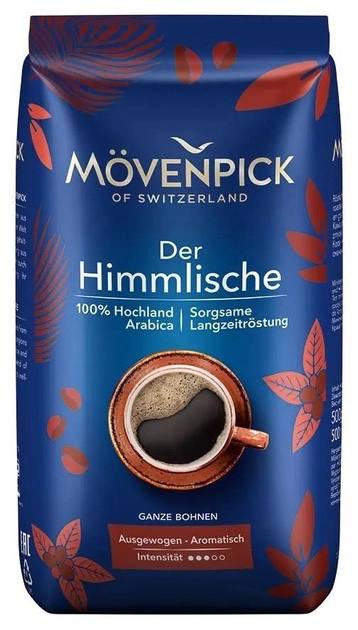 MÖVENPICK
OF SWITZERLAND
Der
Himmlische
100% Hochland
Arabica
Sorgsame
Langzeitröstung
GANZE BOHNEN
Ausgewogen - Aromatisch
Intensität